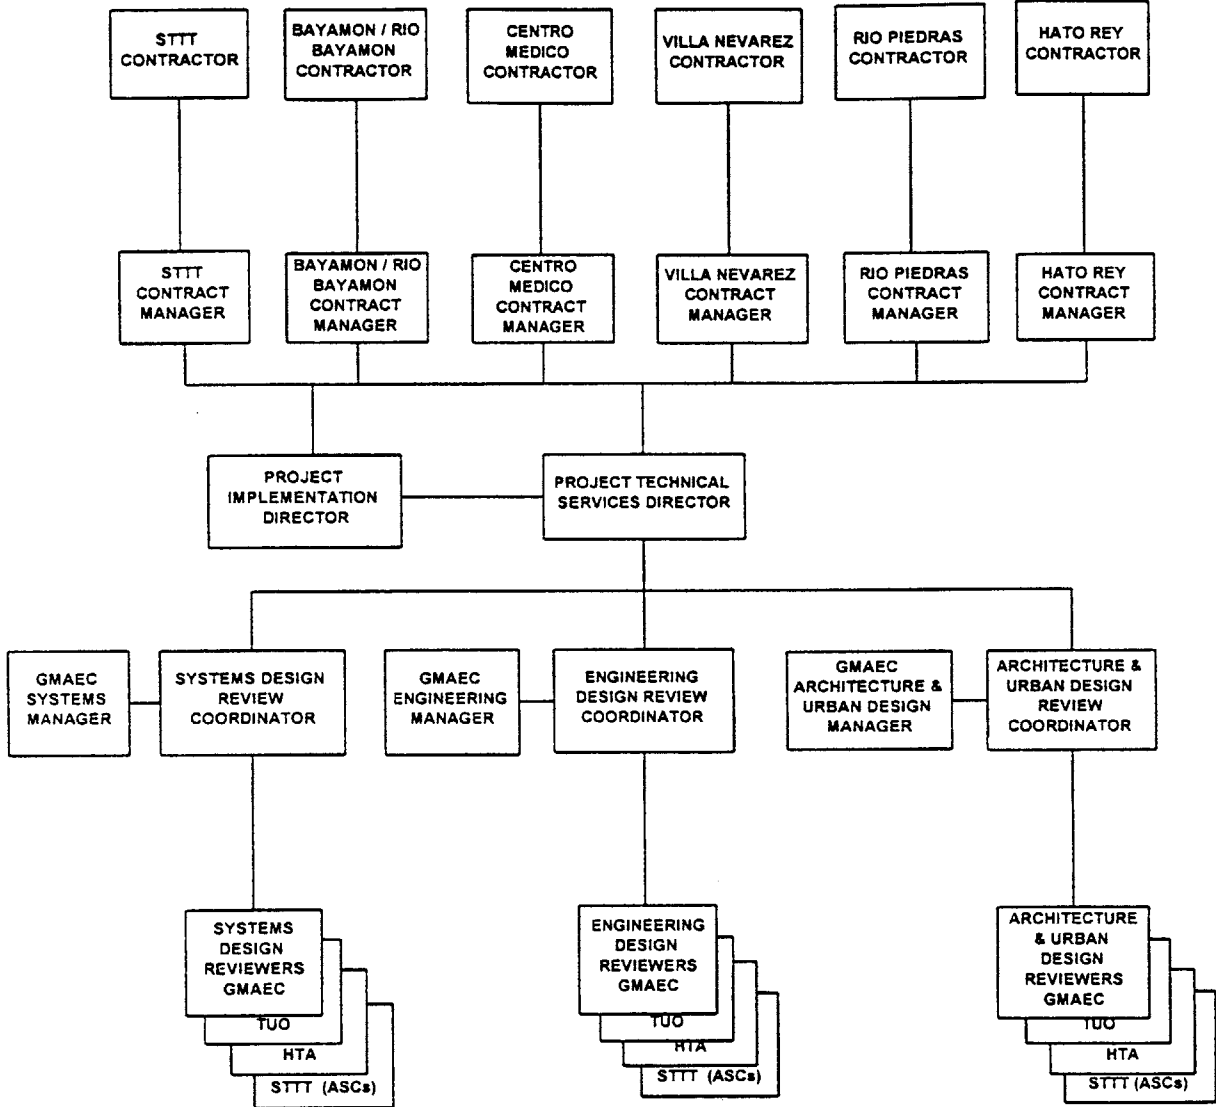 STTT
CONTRACTOR
BAYAMON / RIO
BAYAMON
CONTRACTOR
CENTRO
MEDICO
CONTRACTOR
VILLA NEVAREZ
CONTRACTOR
RIO PIEDRAS
CONTRACTOR
HATO REY
CONTRACTOR
STTT
CONTRACT
MANAGER
BAYAMON / RIO
BAYAMON
CONTRACT
MANAGER
CENTRO
MEDICO
CONTRACT
MANAGER
VILLA NEVAREZ
CONTRACT
MANAGER
RIO PIEDRAS
CONTRACT
MANAGER
HATO REY
CONTRACT
MANAGER
PROJECT
IMPLEMENTATION
DIRECTOR
PROJECT TECHNICAL
SERVICES DIRECTOR
GMAEC
SYSTEMS
MANAGER
SYSTEMS DESIGN
REVIEW
COORDINATOR
GMAEC
ENGINEERING
MANAGER
ENGINEERING
DESIGN REVIEW
COORDINATOR
GMAEC
ARCHITECTURE &
URBAN DESIGN
MANAGER
ARCHITECTURE &
URBAN DESIGN
REVIEW
COORDINATOR
SYSTEMS
DESIGN
REVIEWERS
GMAEC
TUO
HTA
STTT (ASCs)
ENGINEERING
DESIGN
REVIEWERS
GMAEC
TUO
HTA
STTT (ASCs)
ARCHITECTURE
& URBAN
DESIGN
REVIEWERS
GMAEC
TUO
HTA
STTT (ASCs)